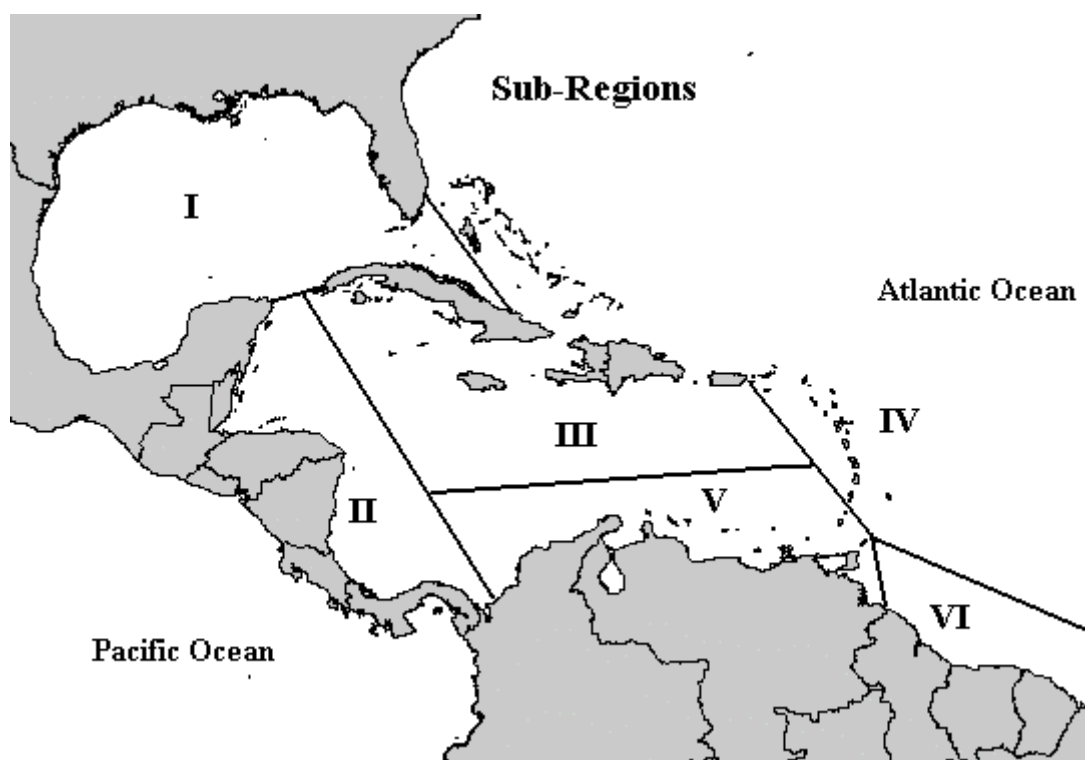 Sub-Regions
I
Atlantic Ocean
IV
III
II
V
VI
Pacific Ocean